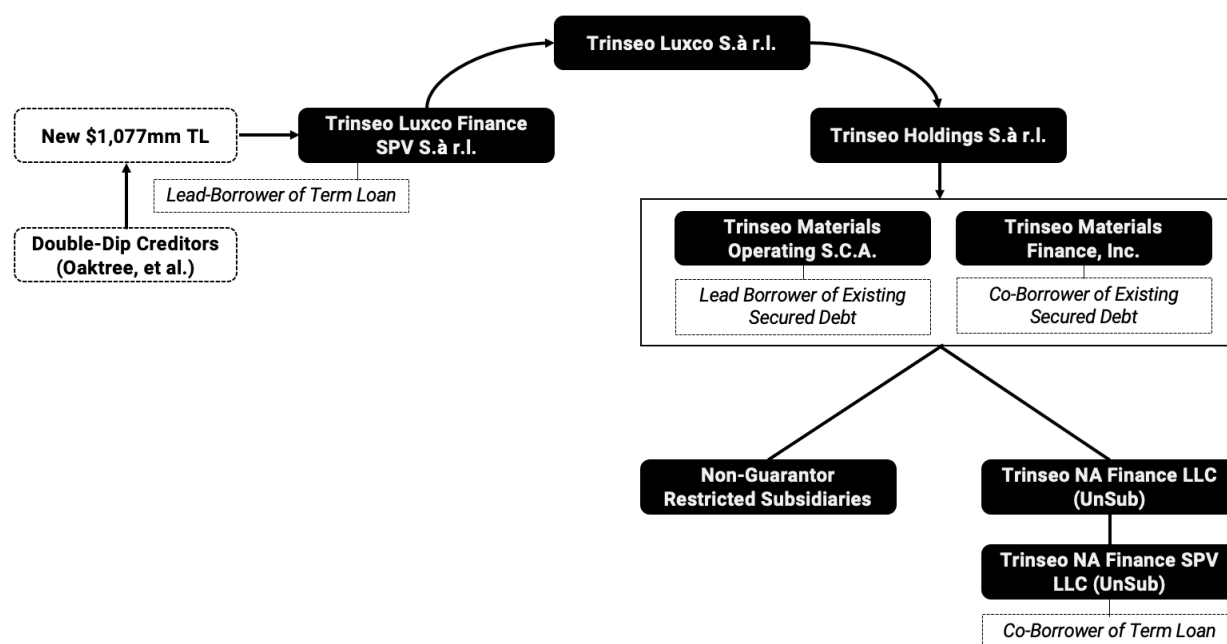 Trinseo Luxco S.à r.l.
New $1,077mm TL
Trinseo Luxco Finance
SPV S.à r.l.
Trinseo Holdings S.à r.l.
Lead-Borrower of Term Loan
Double-Dip Creditors
(Oaktree, et al.)
Trinseo Materials
Operating S.C.A.
Trinseo Materials
Finance, Inc.
Lead Borrower of Existing
Secured Debt
Co-Borrower of Existing
Secured Debt
Non-Guarantor
Restricted Subsidiaries
Trinseo NA Finance LLC
(UnSub)
Trinseo NA Finance SPV
LLC (UnSub)
Co-Borrower of Term Loan